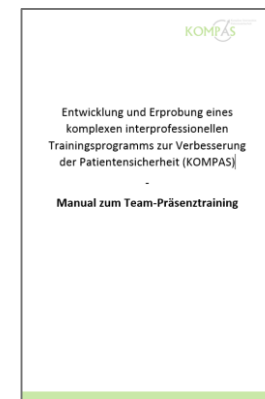 KOMPAS
Entwicklung und Erprobung eines
komplexen interprofessionellen
Trainingsprogramms zur Verbesserung
der Patientensicherheit (KOMPAS)
-
Manual zum Team-Präsenztraining